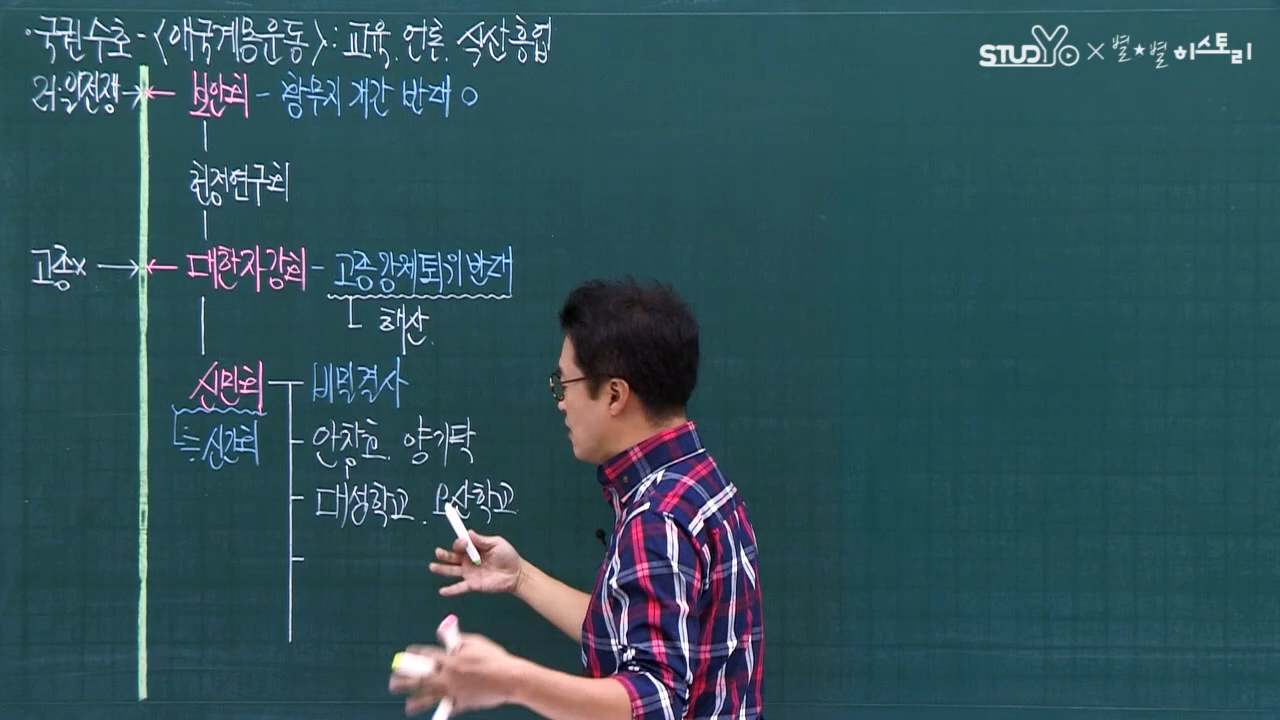 ·국권수호-<애국계몽운동>: 교육. 언론. 식산흥업
STUDYO × 별★별 히스토리
러·일전쟁→ ← 보안회 - 황무지 개간 반대 O
헌정연구회
고종x → ← 대한자강회 - 고종강제퇴위반대
해산.
신민회 비밀결사
≒신간회 안창호. 양기탁
대성학교. 오산학교